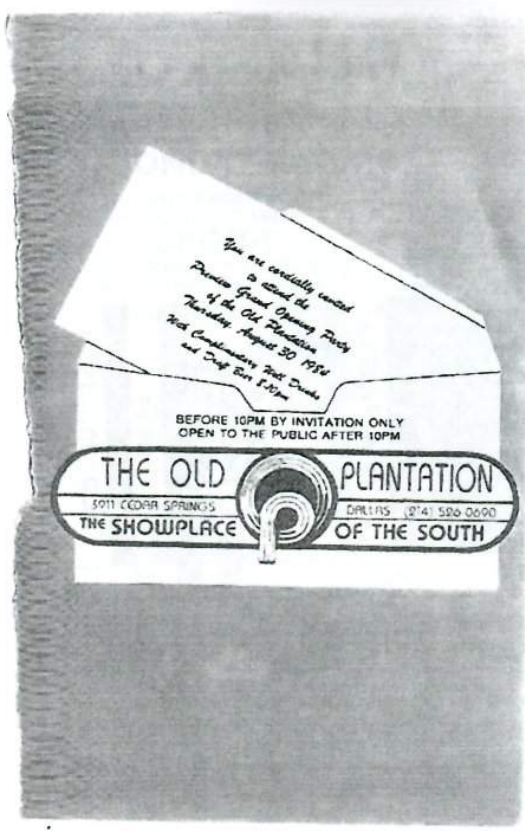 You are cordially invited
to attend the
Preview Grand Opening Party
of the Old Plantation
Thursday, August 30 1984
With Complimentary Well Drinks
and Draft Beer 8-10pm
BEFORE 10PM BY INVITATION ONLY
OPEN TO THE PUBLIC AFTER 10PM
THE OLD PLANTATION
3911 CEDAR SPRINGS DALLAS (214) 526-0690
THE SHOWPLACE OF THE SOUTH